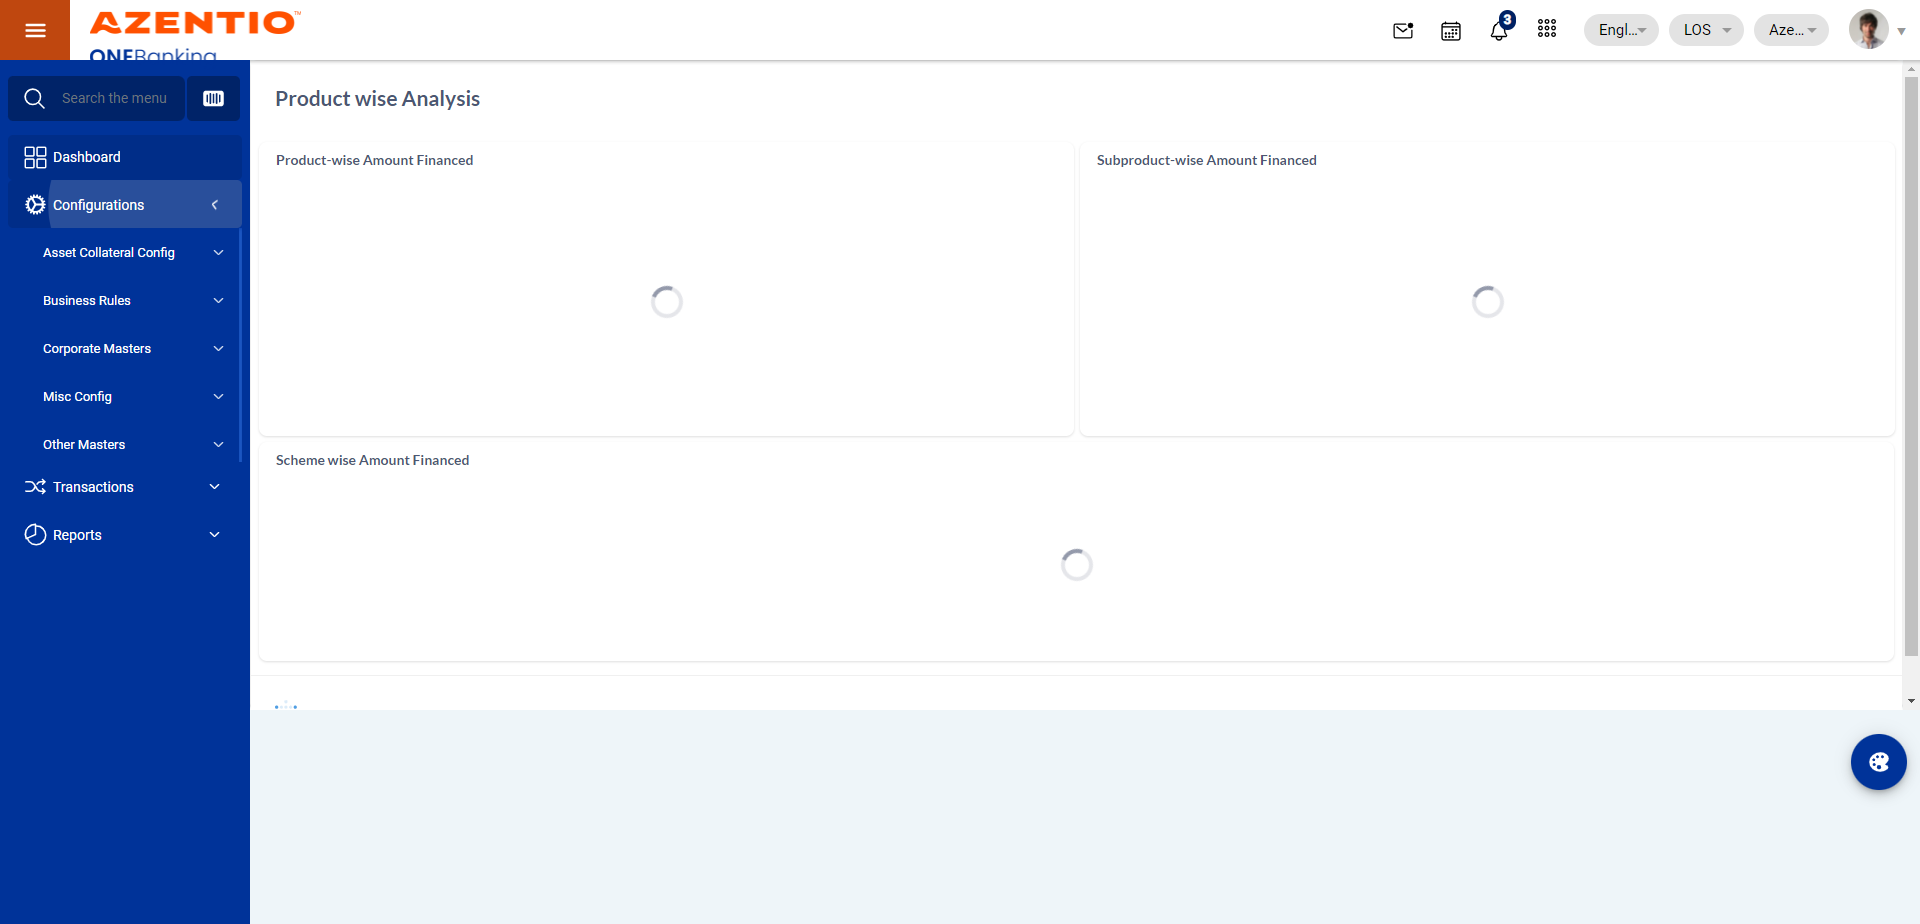 AZENTIO™
ONEBanking
3
Engl...
LOS
Aze...
Search the menu
Dashboard
Configurations
Asset Collateral Config
Business Rules
Corporate Masters
Misc Config
Other Masters
Transactions
Reports
Product wise Analysis
Product-wise Amount Financed
Subproduct-wise Amount Financed
Scheme wise Amount Financed